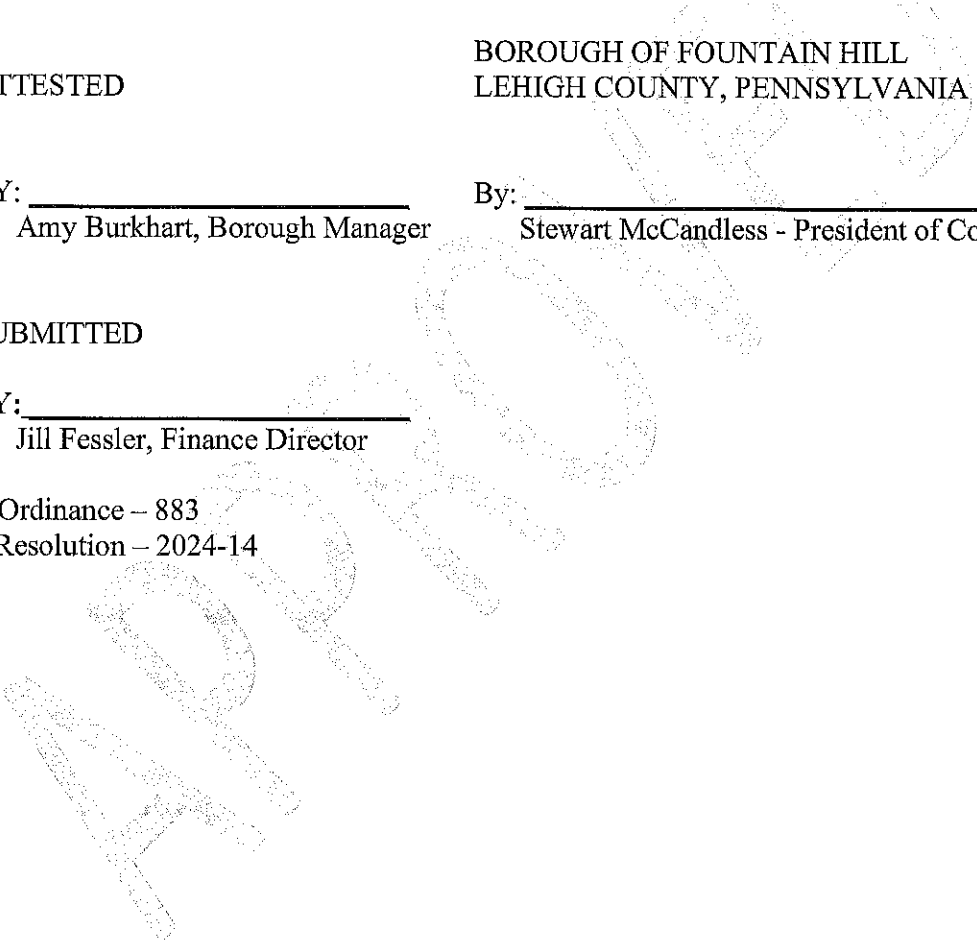 BOROUGH OF FOUNTAIN HILL
TTESTED
LEHIGH COUNTY, PENNSYLVANIA
Y:
By:
Amy Burkhart, Borough Manager
Stewart McCandless - President of Co
UBMITTED
Y:
Jill Fessler, Finance Director
Ordinance – 883
Resolution – 2024-14
APPROVED